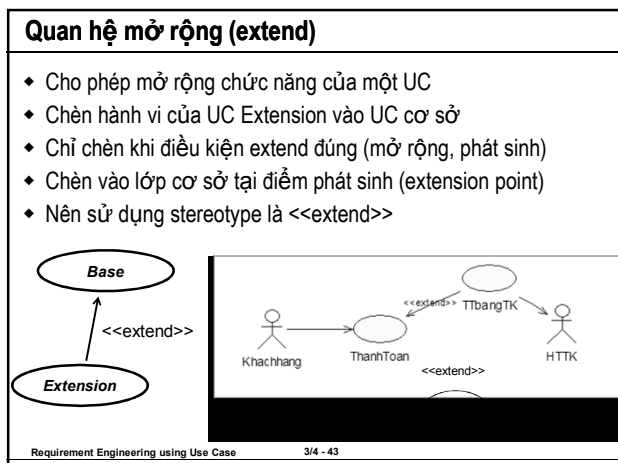 Quan hệ mở rộng (extend)
Cho phép mở rộng chức năng của một UC
Chèn hành vi của UC Extension vào UC cơ sở
Chỉ chèn khi điều kiện extend đúng (mở rộng, phát sinh)
Chèn vào lớp cơ sở tại điểm phát sinh (extension point)
Nên sử dụng stereotype là <<extend>>
Base
<<extend>>
Extension
<<extend>>
TTbangTK
Khachhang
ThanhToan
HTTK
<<extend>>
Requirement Engineering using Use Case 3/4 - 43